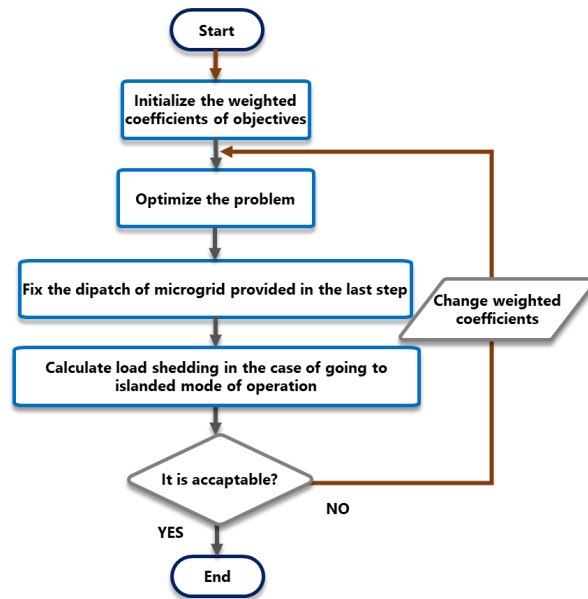 Start
Initialize the weighted
coefficients of objectives
Optimize the problem
Fix the dipatch of microgrid provided in the last step
Change weighted
coefficients
Calculate load shedding in the case of going to
islanded mode of operation
It is accaptable?
NO
YES
End